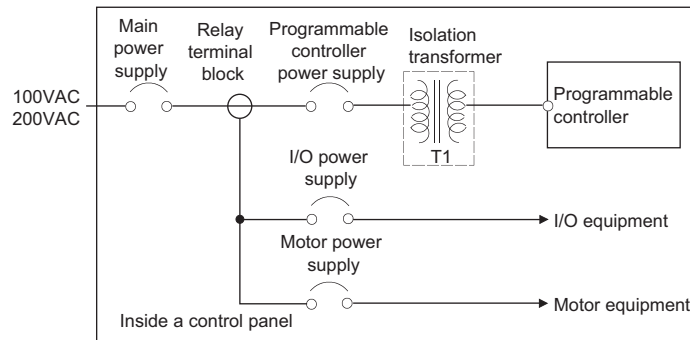 Main
power
supply
Relay
terminal
block
Programmable
controller
power supply
Isolation
transformer
100VAC
200VAC
Programmable
controller
T1
I/O power
supply
I/O equipment
Motor power
supply
Motor equipment
Inside a control panel